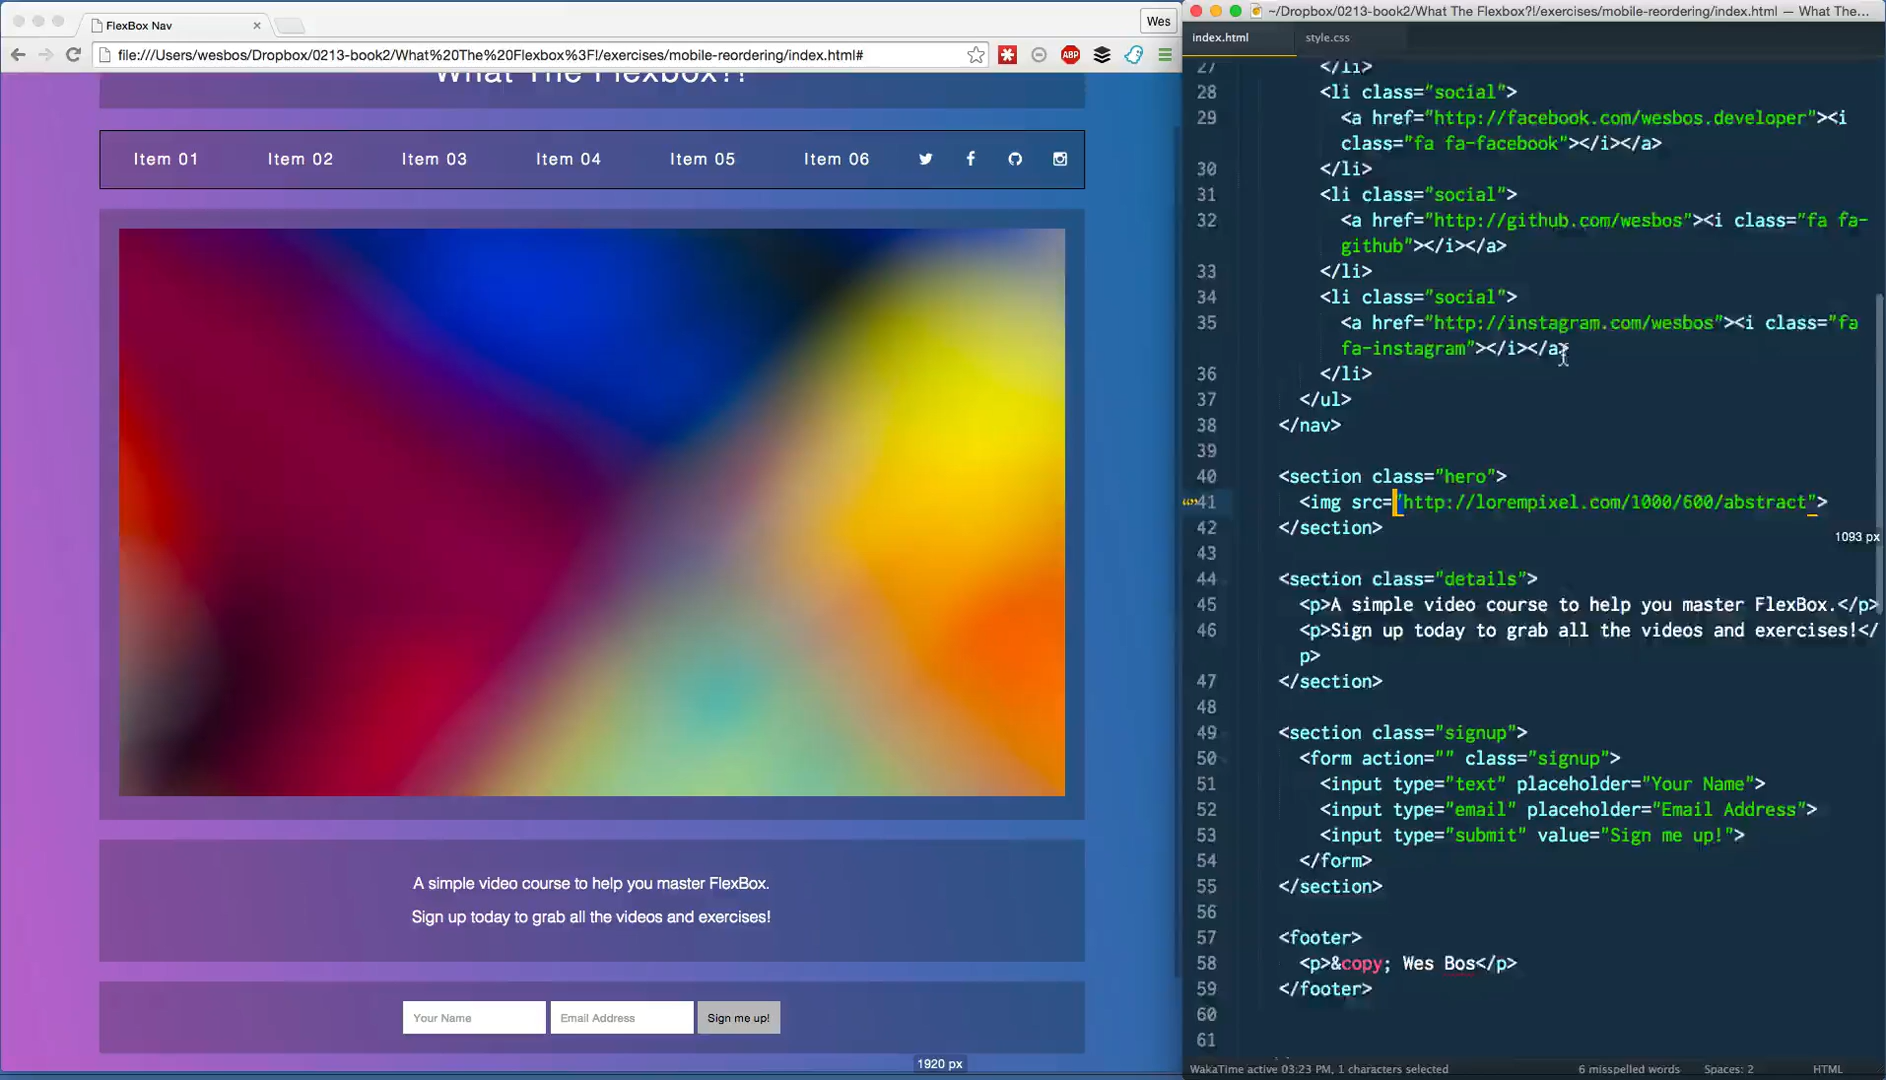 FlexBox Nav
Wes
file:///Users/wesbos/Dropbox/0213-book2/What%20The%20Flexbox%3F!/exercises/mobile-reordering/index.html#
ABP
What The Flexbox?!
Item 01 Item 02 Item 03 Item 04 Item 05 Item 06
A simple video course to help you master FlexBox.
Sign up today to grab all the videos and exercises!
Your Name Email Address Sign me up!
1920 px
~/Dropbox/0213-book2/What The Flexbox?!/exercises/mobile-reordering/index.html — What The...
index.html style.css
27 </li>
28 <li class="social">
29 <a href="http://facebook.com/wesbos.developer"><i
class="fa fa-facebook"></i></a>
30 </li>
31 <li class="social">
32 <a href="http://github.com/wesbos"><i class="fa fa-
github"></i></a>
33 </li>
34 <li class="social">
35 <a href="http://instagram.com/wesbos"><i class="fa
fa-instagram"></i></a>
36 </li>
37 </ul>
38 </nav>
39
40 <section class="hero">
41 <img src="http://lorempixel.com/1000/600/abstract">
42 </section>
1093 px
43
44 <section class="details">
45 <p>A simple video course to help you master FlexBox.</p>
46 <p>Sign up today to grab all the videos and exercises!</
p>
47 </section>
48
49 <section class="signup">
50 <form action="" class="signup">
51 <input type="text" placeholder="Your Name">
52 <input type="email" placeholder="Email Address">
53 <input type="submit" value="Sign me up!">
54 </form>
55 </section>
56
57 <footer>
58 <p>&copy; Wes Bos</p>
59 </footer>
60
61
WakaTime active 03:23 PM, 1 characters selected 6 misspelled words Spaces: 2 HTML